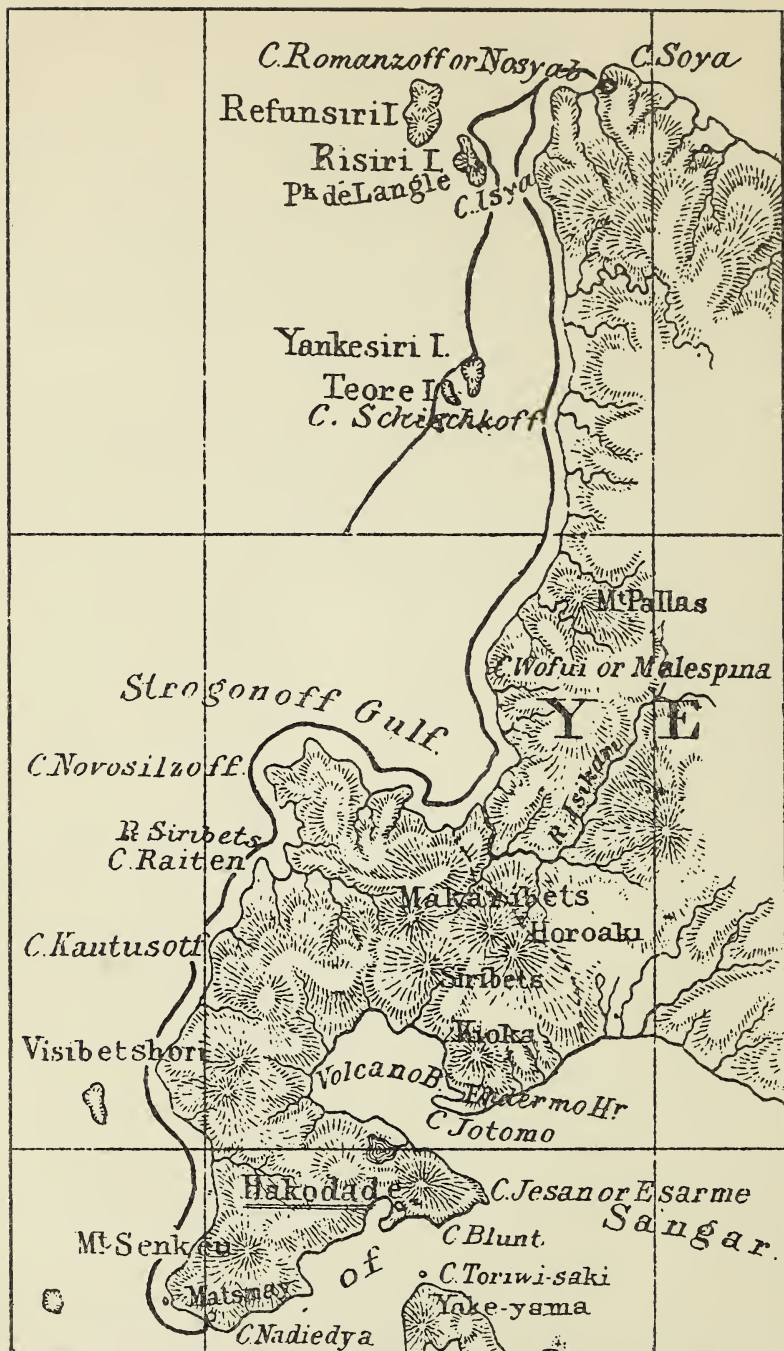 C. Romanzoff or Nosyab
C. Soya
Refunsiri I
Risiri I.
Pk de Langle
C. Isya
Yankesiri I.
Teore I.
C. Schischkoff
Mt Pallas
C. Wofui or Malespina
Strogonoff Gulf.
Y E
C. Novosilzoff.
R. Isikari
R Siribets
C. Raiten
Makaribets
Horoaki
C. Kautusoff
Siribets
Kioka
Visibetshori
Volcano B
Endermo Hr
C. Jotomo
Hakodade
C. Jesan or Esarme
Sangar.
C Blunt.
Mt Senkeu
of
C. Toriwi-saki
Matsmay
Yake-yama
C. Nadiedya